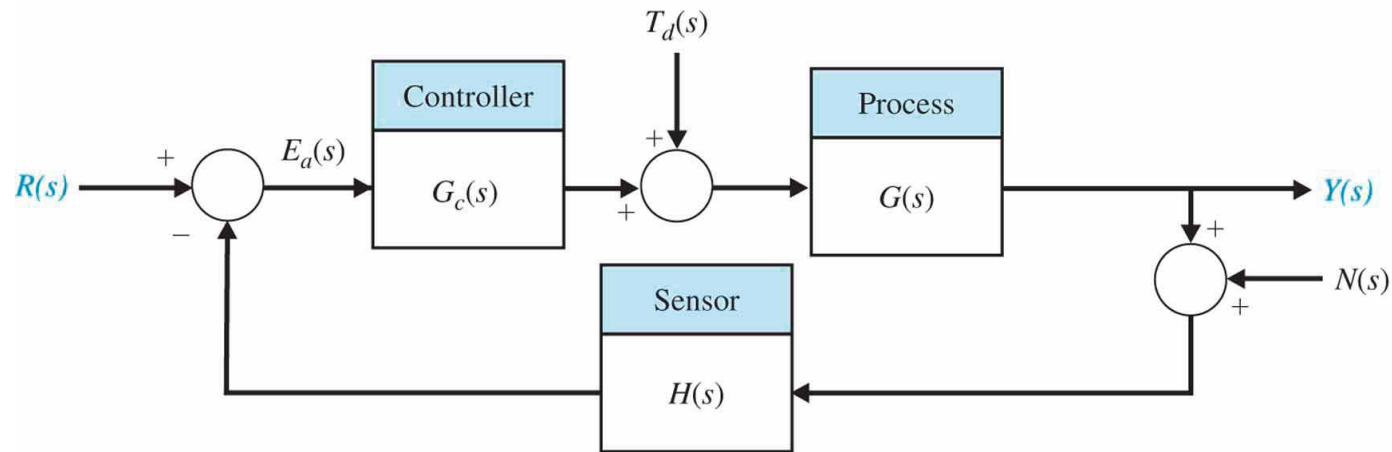 T_d(s)
Controller
Process
+
E_a(s)
+
R(s)
G_c(s)
+
G(s)
Y(s)
−
+
Sensor
N(s)
+
H(s)